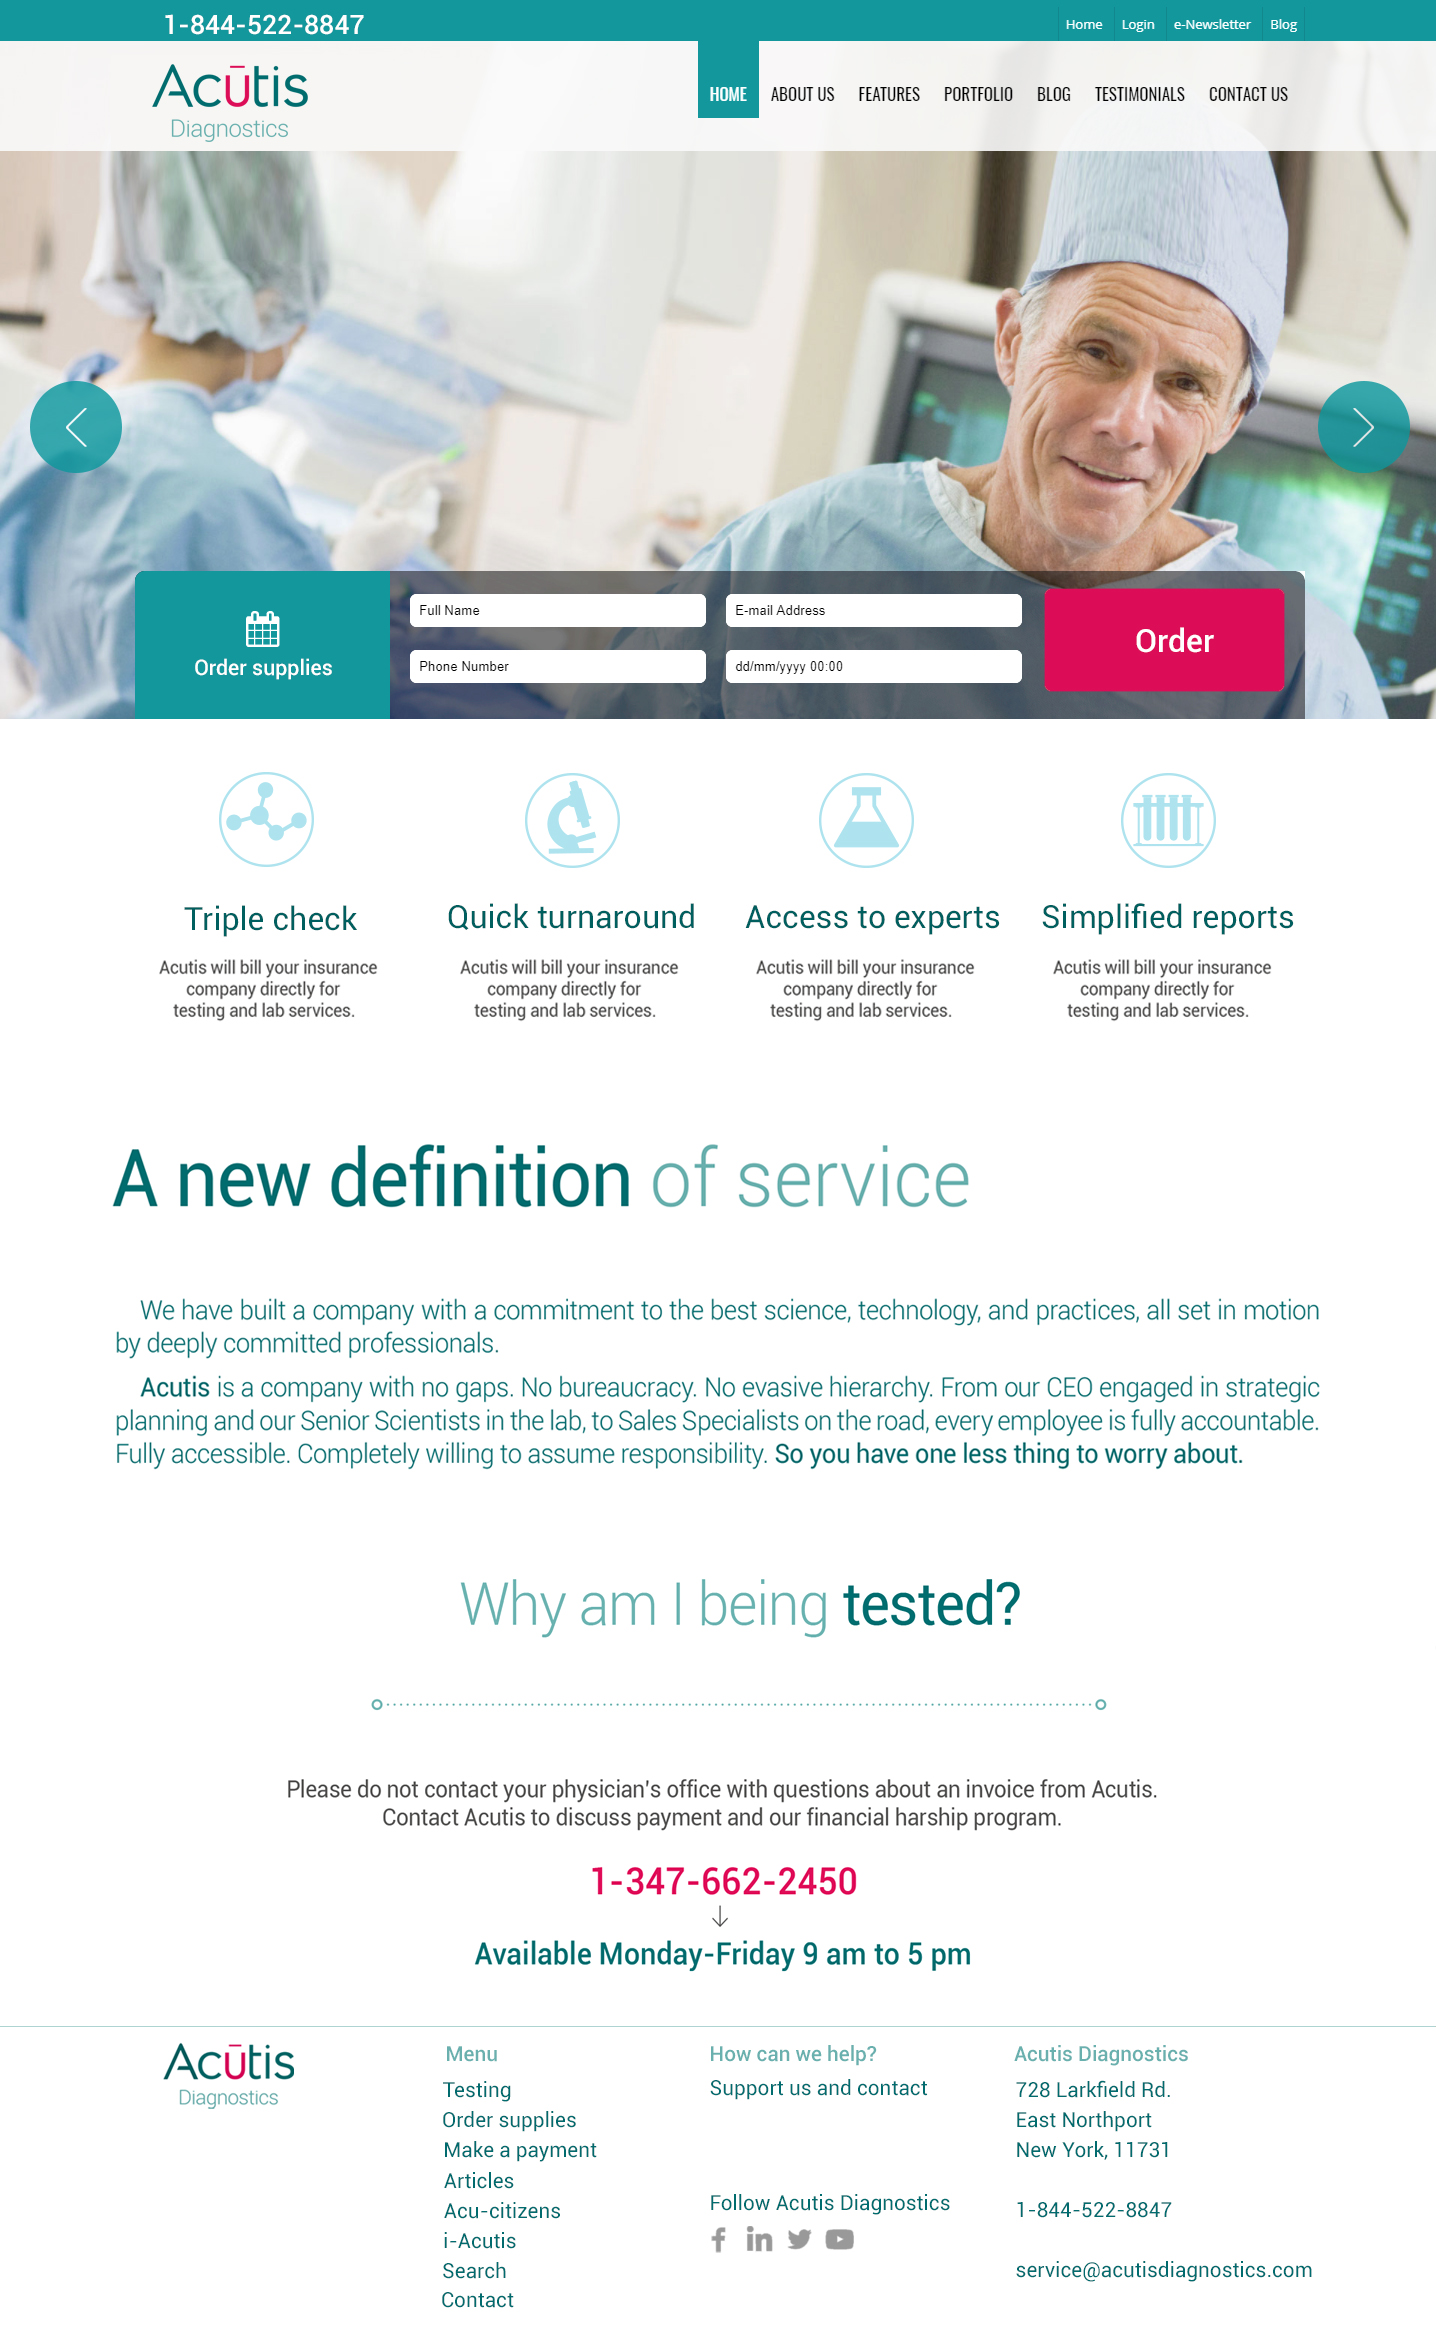 1-844-522-8847
Home
Login
e-Newsletter
Blog
Acūtis
Diagnostics
HOME
ABOUT US
FEATURES
PORTFOLIO
BLOG
TESTIMONIALS
CONTACT US
Order supplies
Full Name
E-mail Address
Phone Number
dd/mm/yyyy 00:00
Order
Triple check
Acutis will bill your insurance
company directly for
testing and lab services.
Quick turnaround
Acutis will bill your insurance
company directly for
testing and lab services.
Access to experts
Acutis will bill your insurance
company directly for
testing and lab services.
Simplified reports
Acutis will bill your insurance
company directly for
testing and lab services.
A new definition of service
We have built a company with a commitment to the best science, technology, and practices, all set in motion
by deeply committed professionals.
Acutis is a company with no gaps. No bureaucracy. No evasive hierarchy. From our CEO engaged in strategic
planning and our Senior Scientists in the lab, to Sales Specialists on the road, every employee is fully accountable.
Fully accessible. Completely willing to assume responsibility. So you have one less thing to worry about.
Why am I being tested?
Please do not contact your physician's office with questions about an invoice from Acutis.
Contact Acutis to discuss payment and our financial harship program.
1-347-662-2450
Available Monday-Friday 9 am to 5 pm
Acūtis
Diagnostics
Menu
Testing
Order supplies
Make a payment
Articles
Acu-citizens
i-Acutis
Search
Contact
How can we help?
Support us and contact
Follow Acutis Diagnostics
Acutis Diagnostics
728 Larkfield Rd.
East Northport
New York, 11731
1-844-522-8847
service@acutisdiagnostics.com